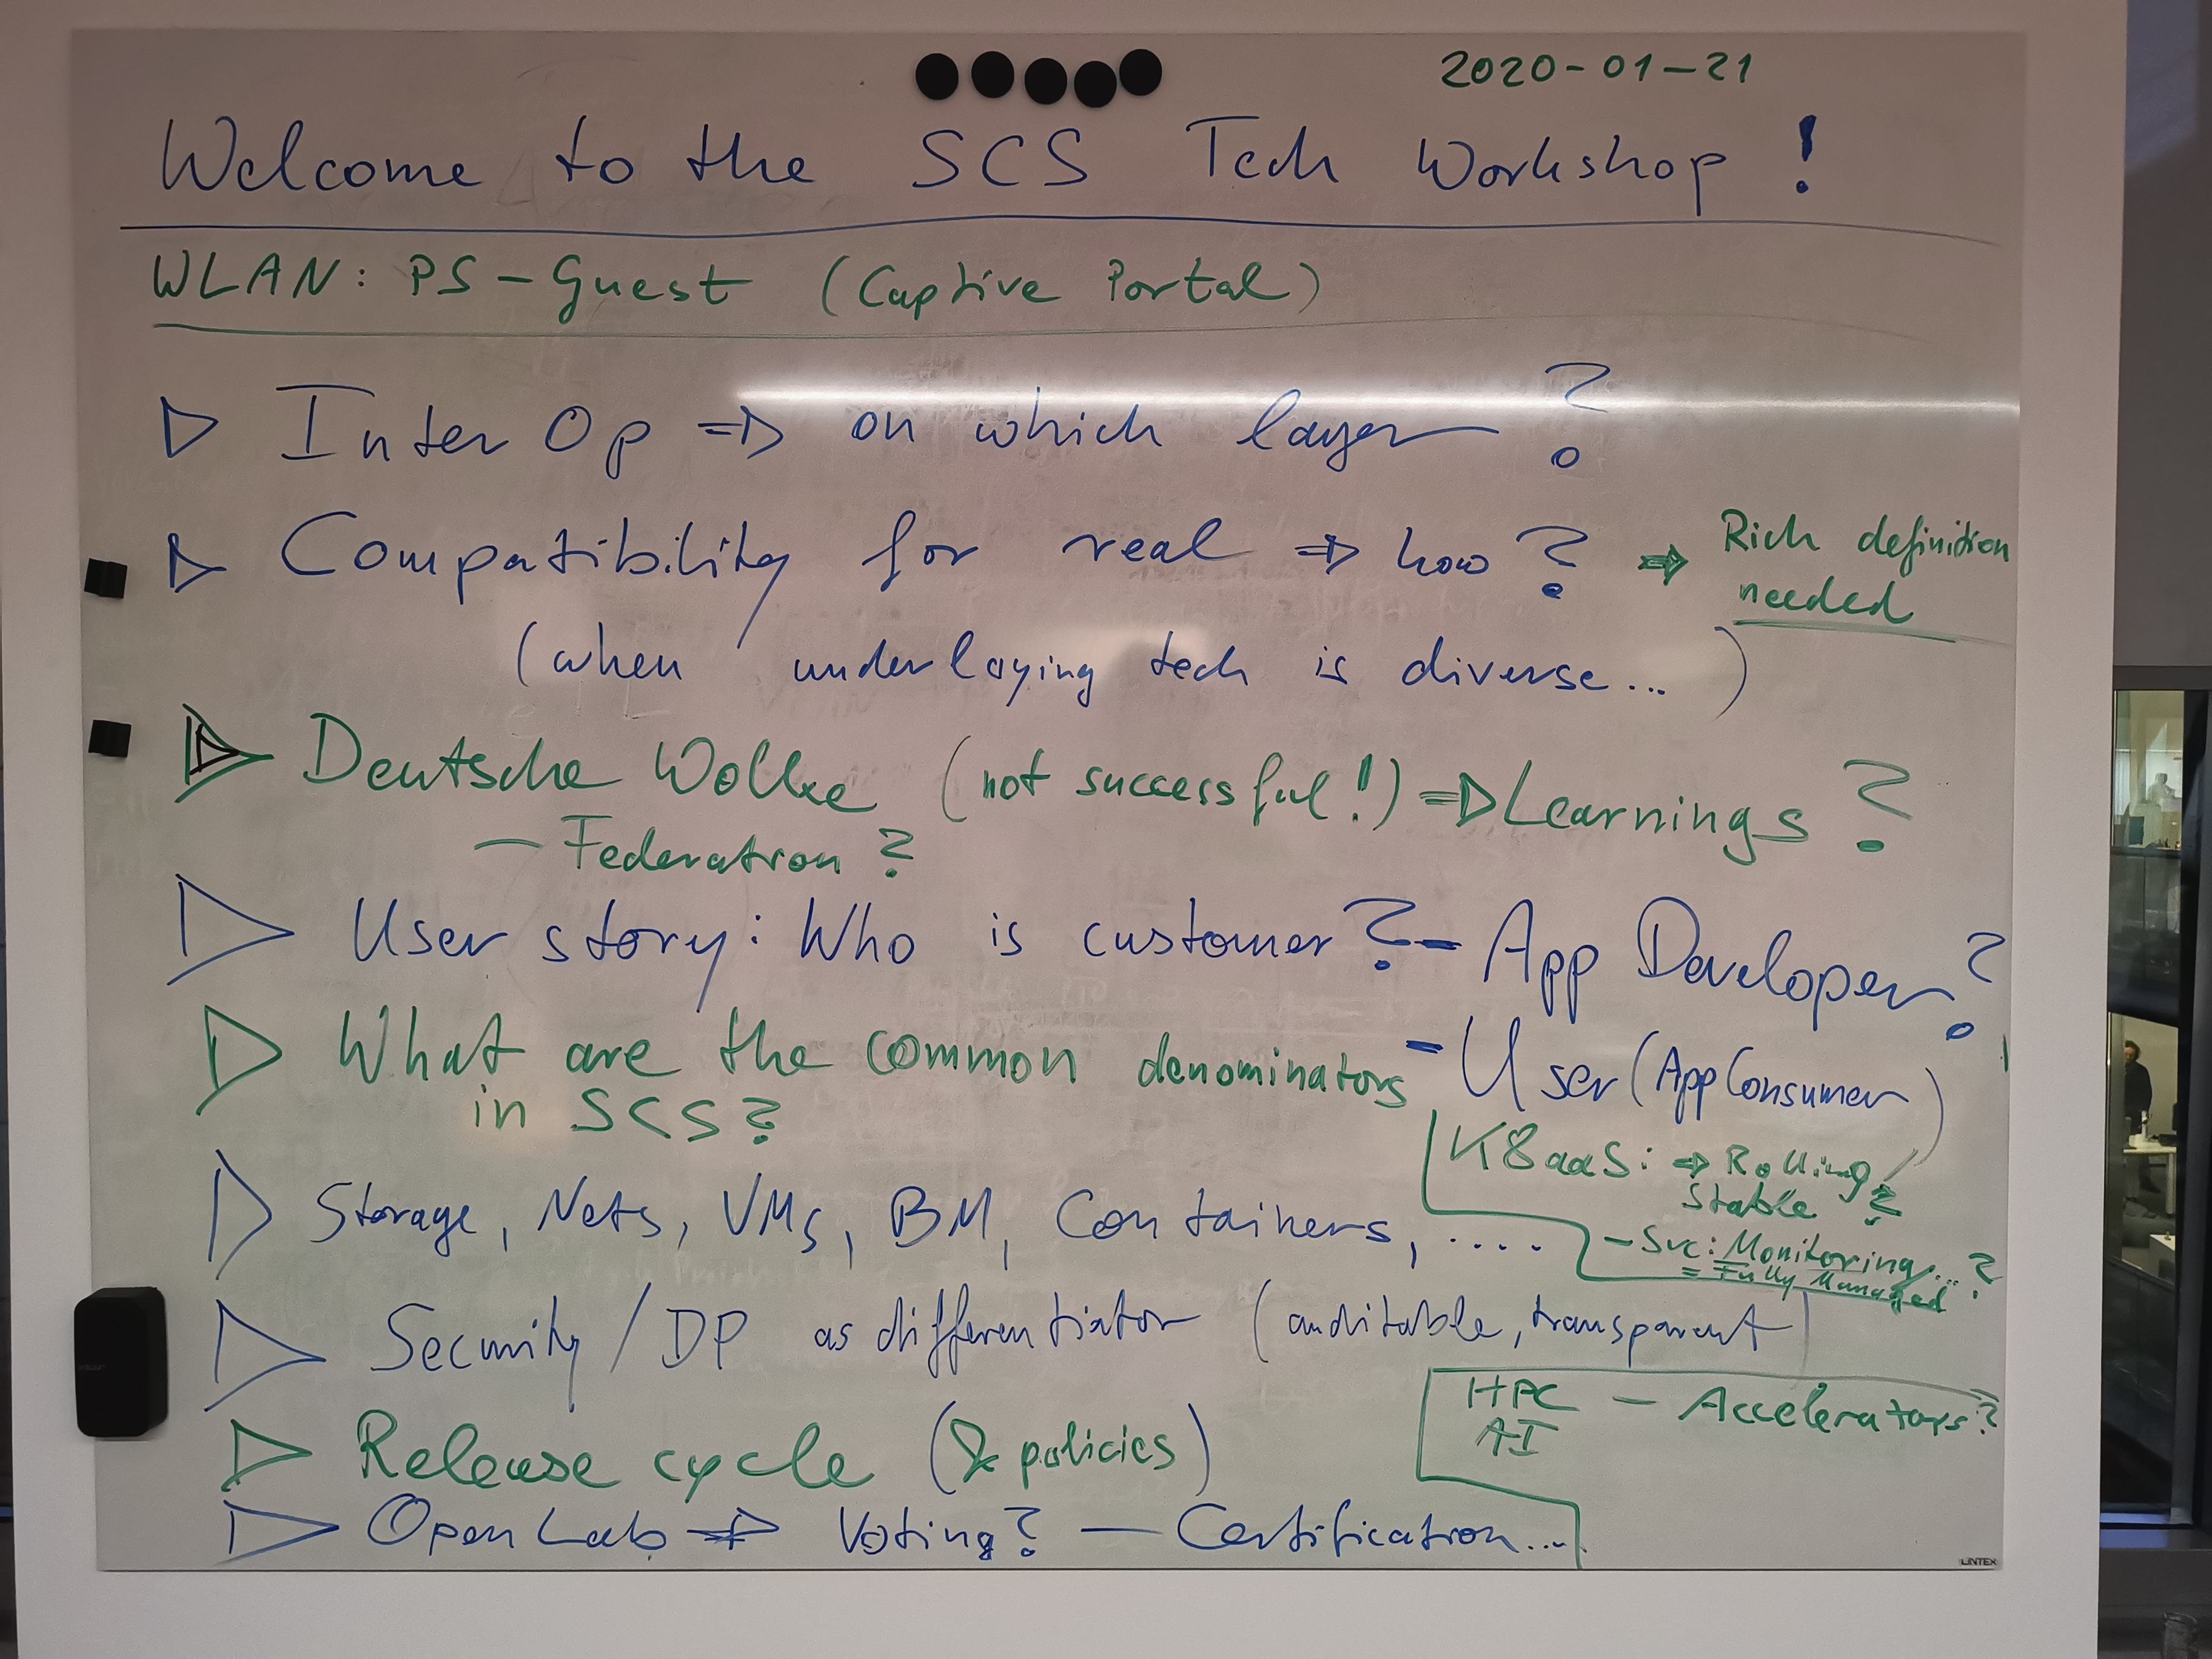 2020-01-21
Welcome to the SCS Tech Workshop!
WLAN: PS-Guest (Captive Portal)
Inter Op ⇒ on which layer?
Compatibility for real ⇒ how? ⇒ Rich definition
needed
(when underlaying tech is diverse...)
Deutsche Wolke (not successful!) ⇒ Learnings?
- Federation?
User story: Who is customer? - App Developer?
- User (App Consumer)
What are the common denominators
in SCS?
K8aaS: ⇒ Rolling
Stable?
- Svc: Monitoring...?
= Fully Managed
Storage, Nets, VMs, BM, Containers, ....
Security / DP as differentiator (auditable, transparent)
HPC - Accelerators?
AI
Release cycle (& policies)
Open Lab ⇒ Voting? - Certification...
LINTEX